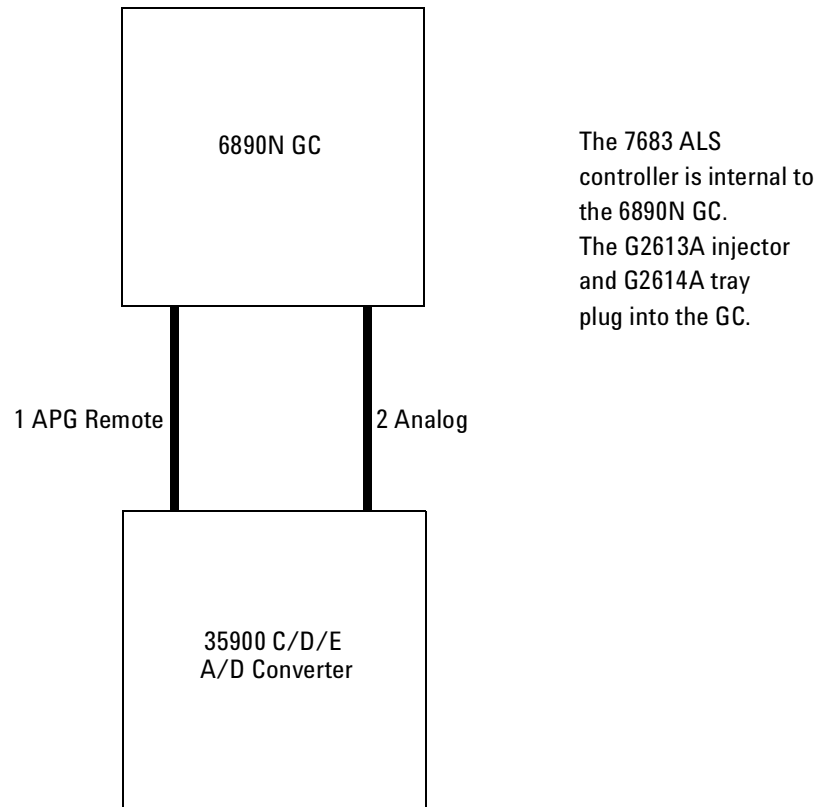 6890N GC
The 7683 ALS
controller is internal to
the 6890N GC.
The G2613A injector
and G2614A tray
plug into the GC.
1 APG Remote
2 Analog
35900 C/D/E
A/D Converter